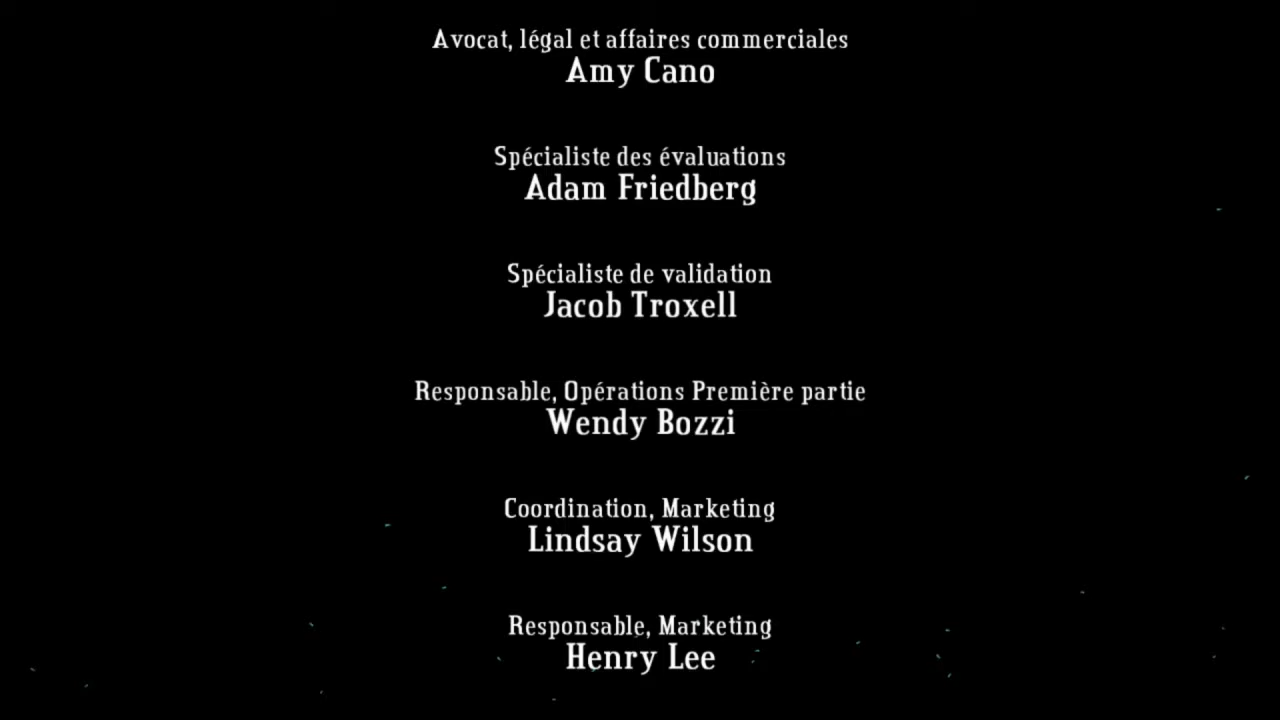 Avocat, légal et affaires commerciales
Amy Cano
Spécialiste des évaluations
Adam Friedberg
Spécialiste de validation
Jacob Troxell
Responsable, Opérations Première partie
Wendy Bozzi
Coordination, Marketing
Lindsay Wilson
Responsable, Marketing
Henry Lee